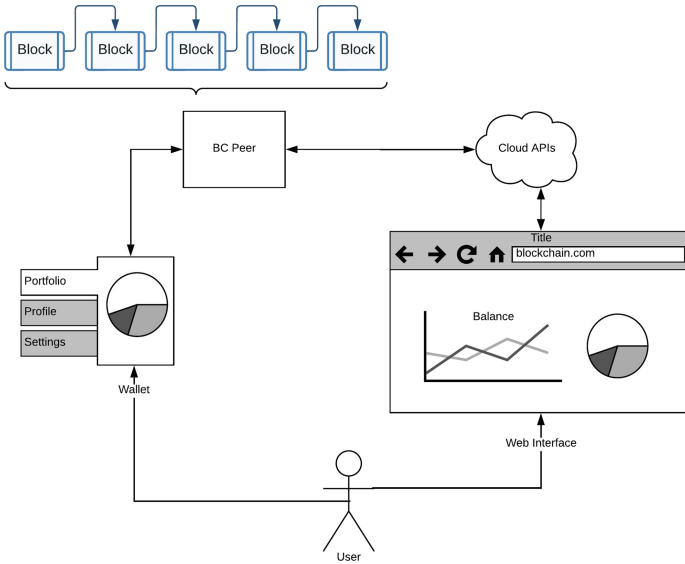 Block
Block
Block
Block
Block
BC Peer
Cloud APIs
Title
blockchain.com
Portfolio
Profile
Settings
Balance
Wallet
Web Interface
User